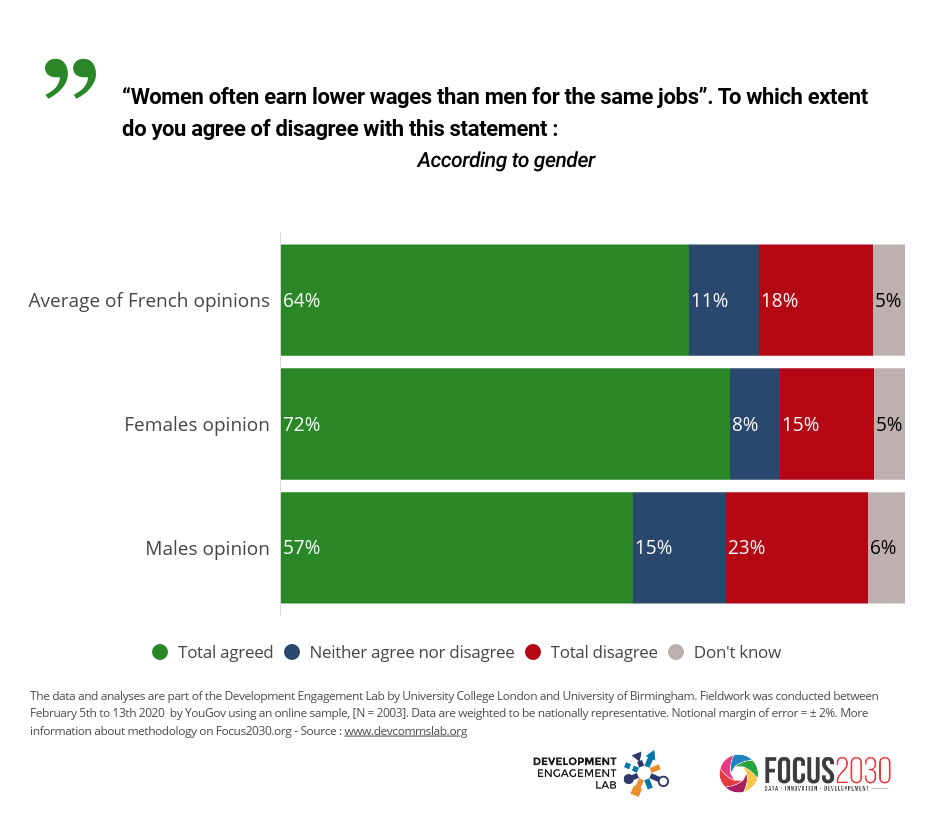 ”
“Women often earn lower wages than men for the same jobs”. To which extent
do you agree of disagree with this statement :
According to gender
Average of French opinions 64% 11% 18% 5%
Females opinion 72% 8% 15% 5%
Males opinion 57% 15% 23% 6%
Total agreed Neither agree nor disagree Total disagree Don't know
The data and analyses are part of the Development Engagement Lab by University College London and University of Birmingham. Fieldwork was conducted between
February 5th to 13th 2020 by YouGov using an online sample, [N = 2003]. Data are weighted to be nationally representative. Notional margin of error = ± 2%. More
information about methodology on Focus2030.org - Source : www.devcommslab.org
DEVELOPMENT
ENGAGEMENT
LAB
FOCUS2030
DATA · INNOVATION · DEVELOPPEMENT